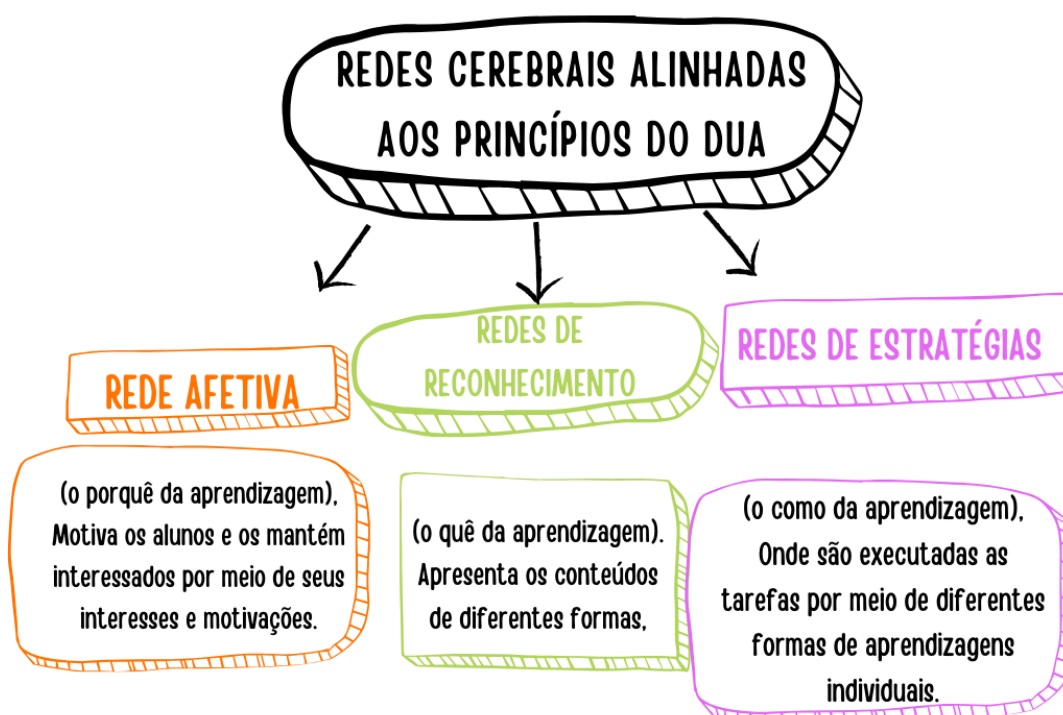 REDES CEREBRAIS ALINHADAS
AOS PRINCÍPIOS DO DUA
REDE AFETIVA
(o porquê da aprendizagem),
Motiva os alunos e os mantém
interessados por meio de seus
interesses e motivações.
REDES DE
RECONHECIMENTO
(o quê da aprendizagem).
Apresenta os conteúdos
de diferentes formas,
REDES DE ESTRATÉGIAS
(o como da aprendizagem),
Onde são executadas as
tarefas por meio de diferentes
formas de aprendizagens
individuais.